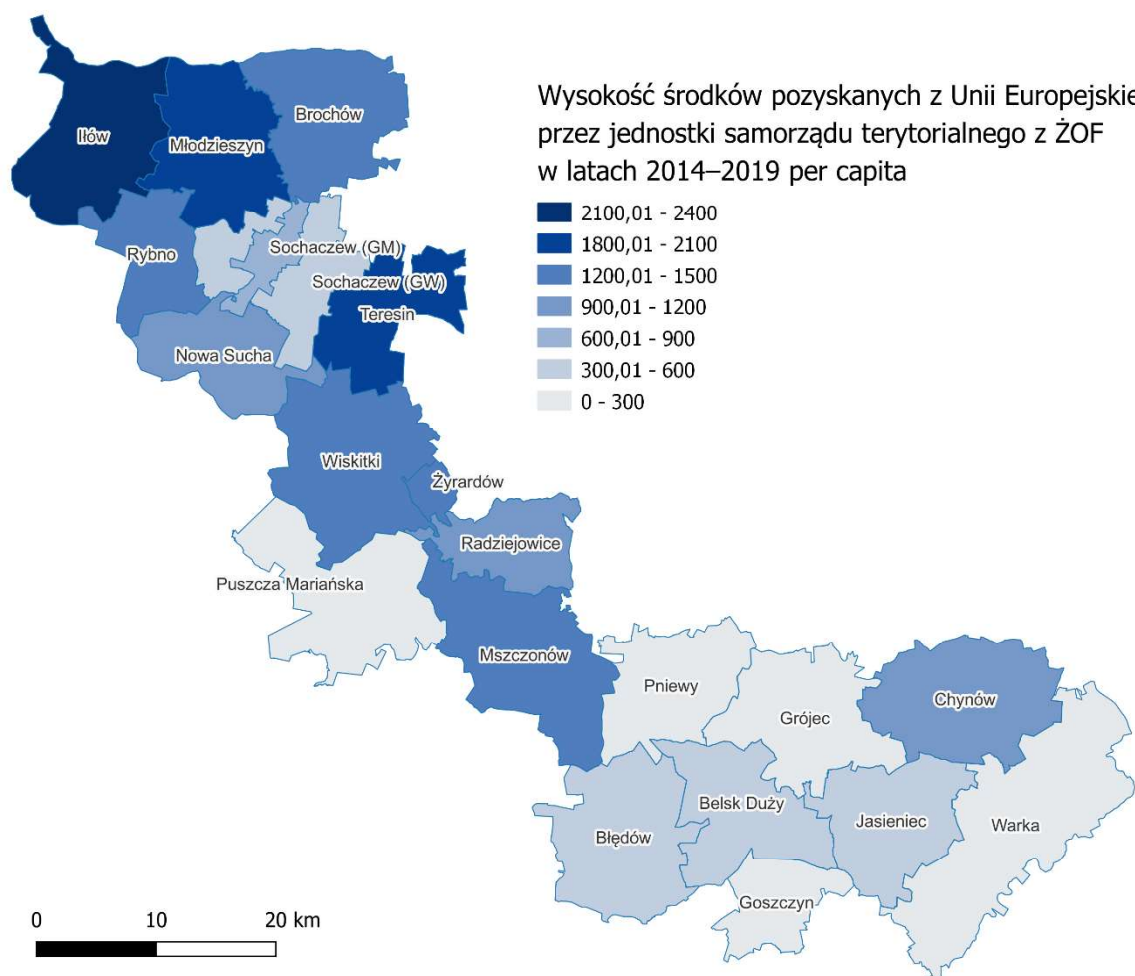 Wysokość środków pozyskanych z Unii Europejskie
przez jednostki samorządu terytorialnego z ŻOF
w latach 2014–2019 per capita
2100,01 - 2400
1800,01 - 2100
1200,01 - 1500
900,01 - 1200
600,01 - 900
300,01 - 600
0 - 300
Iłów
Młodzieszyn
Brochów
Rybno
Sochaczew (GM)
Sochaczew (GW)
Teresin
Nowa Sucha
Wiskitki
Żyrardów
Radziejowice
Puszcza Mariańska
Mszczonów
Pniewy
Grójec
Chynów
Belsk Duży
Błędów
Jasieniec
Warka
Goszczyn
0 10 20 km